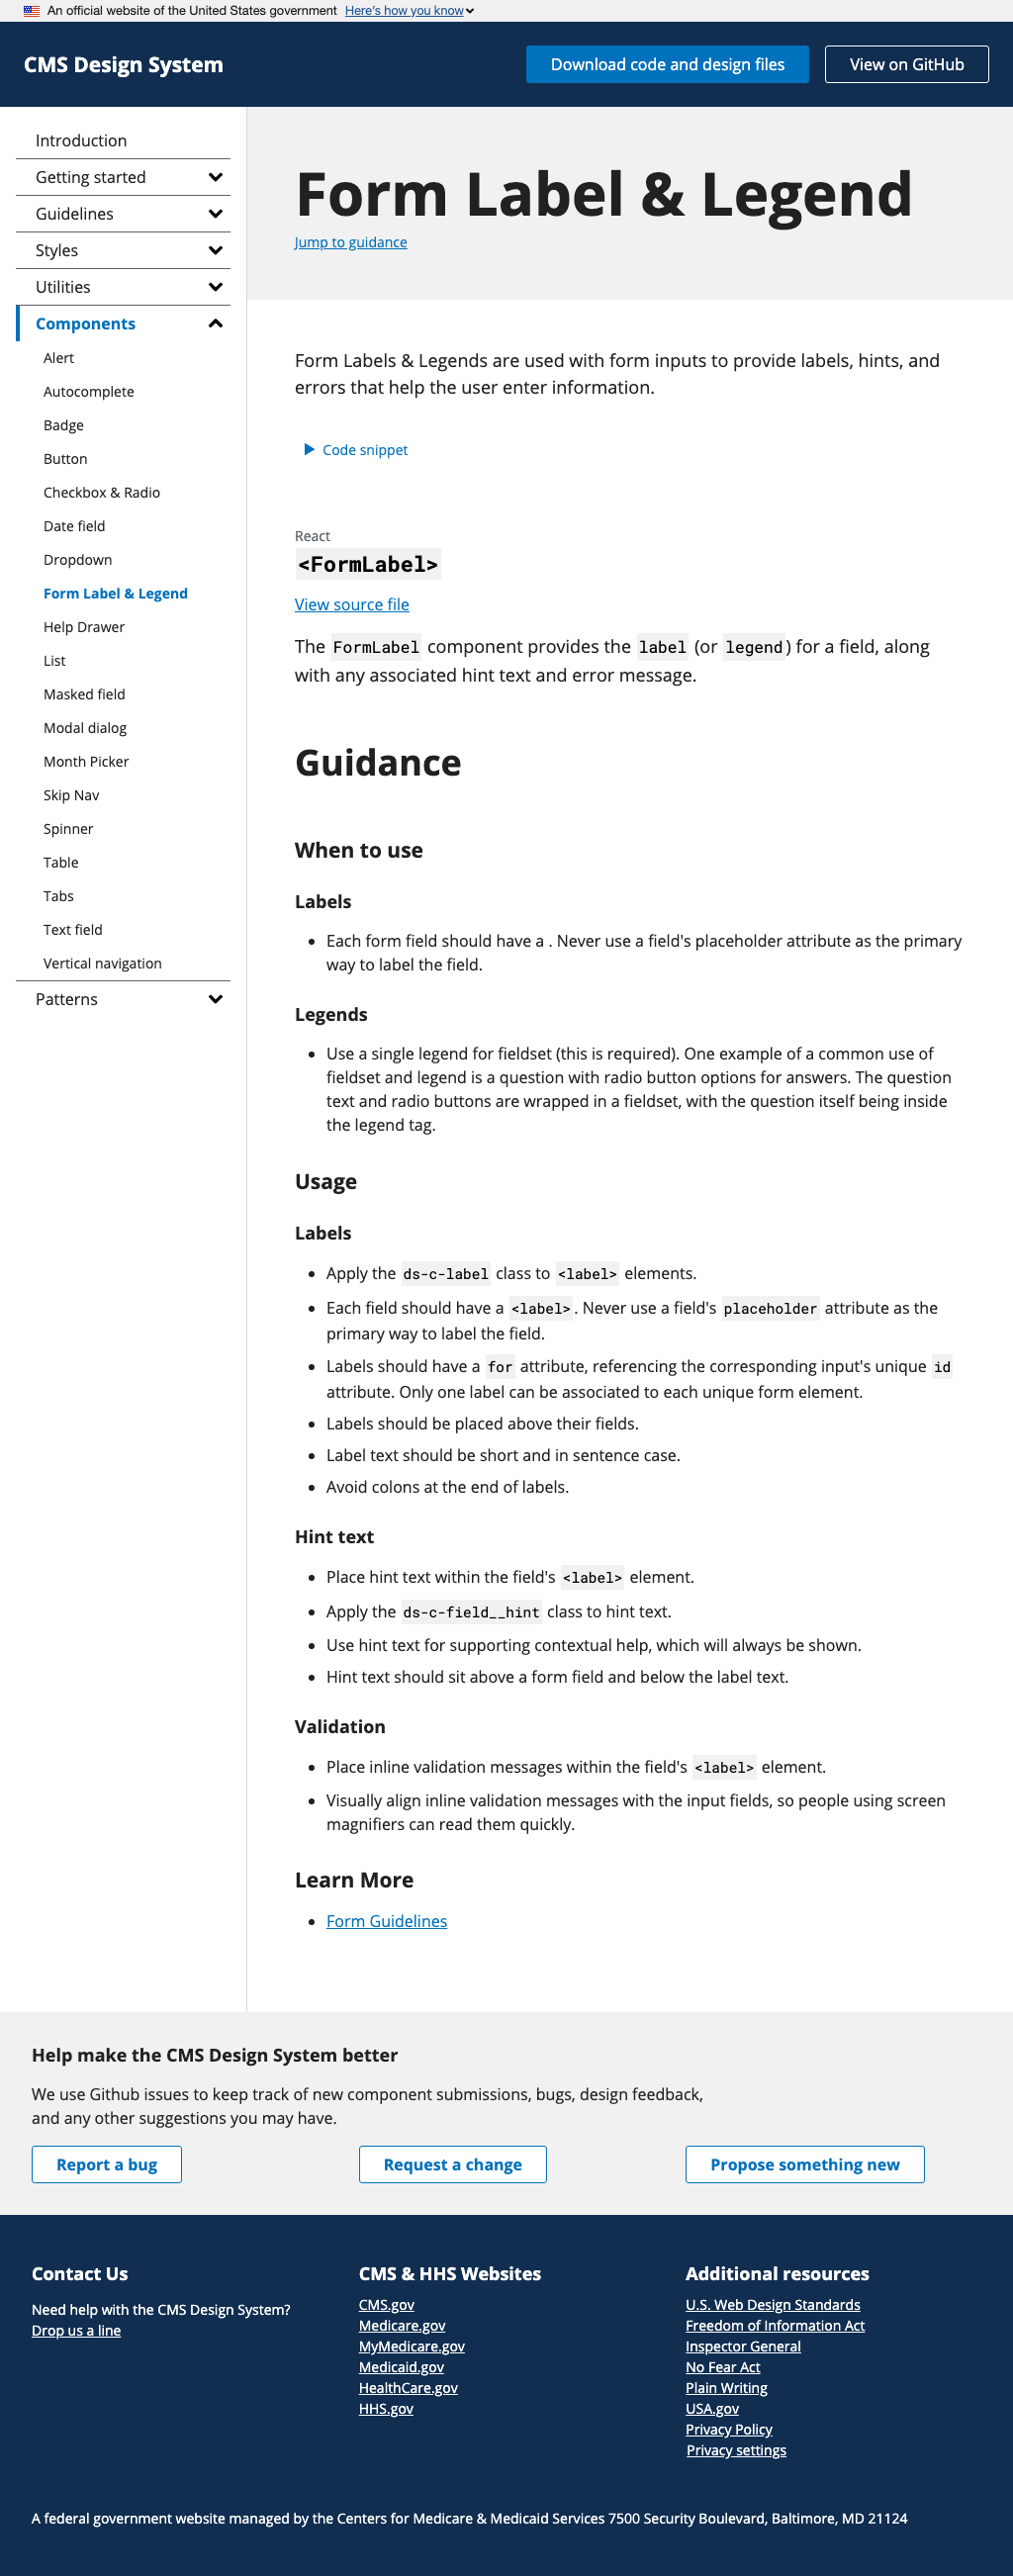 An official website of the United States government Here's how you know
CMS Design System
Download code and design files
View on GitHub
Introduction
Getting started
Guidelines
Styles
Utilities
Components
Alert
Autocomplete
Badge
Button
Checkbox & Radio
Date field
Dropdown
Form Label & Legend
Help Drawer
List
Masked field
Modal dialog
Month Picker
Skip Nav
Spinner
Table
Tabs
Text field
Vertical navigation
Patterns
Form Label & Legend
Jump to guidance
Form Labels & Legends are used with form inputs to provide labels, hints, and
errors that help the user enter information.
Code snippet
React
<FormLabel>
View source file
The FormLabel component provides the label (or legend) for a field, along
with any associated hint text and error message.
Guidance
When to use
Labels
Each form field should have a . Never use a field's placeholder attribute as the primary
way to label the field.
Legends
Use a single legend for fieldset (this is required). One example of a common use of
fieldset and legend is a question with radio button options for answers. The question
text and radio buttons are wrapped in a fieldset, with the question itself being inside
the legend tag.
Usage
Labels
Apply the ds-c-label class to <label> elements.
Each field should have a <label>. Never use a field's placeholder attribute as the
primary way to label the field.
Labels should have a for attribute, referencing the corresponding input's unique id
attribute. Only one label can be associated to each unique form element.
Labels should be placed above their fields.
Label text should be short and in sentence case.
Avoid colons at the end of labels.
Hint text
Place hint text within the field's <label> element.
Apply the ds-c-field__hint class to hint text.
Use hint text for supporting contextual help, which will always be shown.
Hint text should sit above a form field and below the label text.
Validation
Place inline validation messages within the field's <label> element.
Visually align inline validation messages with the input fields, so people using screen
magnifiers can read them quickly.
Learn More
Form Guidelines
Help make the CMS Design System better
We use Github issues to keep track of new component submissions, bugs, design feedback,
and any other suggestions you may have.
Report a bug
Request a change
Propose something new
Contact Us
Need help with the CMS Design System?
Drop us a line
CMS & HHS Websites
CMS.gov
Medicare.gov
MyMedicare.gov
Medicaid.gov
HealthCare.gov
HHS.gov
Additional resources
U.S. Web Design Standards
Freedom of Information Act
Inspector General
No Fear Act
Plain Writing
USA.gov
Privacy Policy
Privacy settings
A federal government website managed by the Centers for Medicare & Medicaid Services 7500 Security Boulevard, Baltimore, MD 21124